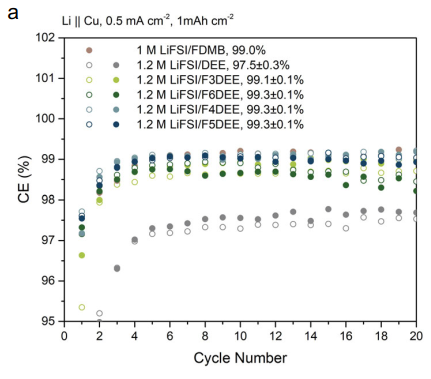 a
Li || Cu, 0.5 mA cm⁻², 1mAh cm⁻²
102
101
100
99
98
97
96
95
CE (%)
1 M LiFSI/FDMB, 99.0%
1.2 M LiFSI/DEE, 97.5±0.3%
1.2 M LiFSI/F3DEE, 99.1±0.1%
1.2 M LiFSI/F6DEE, 99.3±0.1%
1.2 M LiFSI/F4DEE, 99.3±0.1%
1.2 M LiFSI/F5DEE, 99.3±0.1%
0 2 4 6 8 10 12 14 16 18 20
Cycle Number